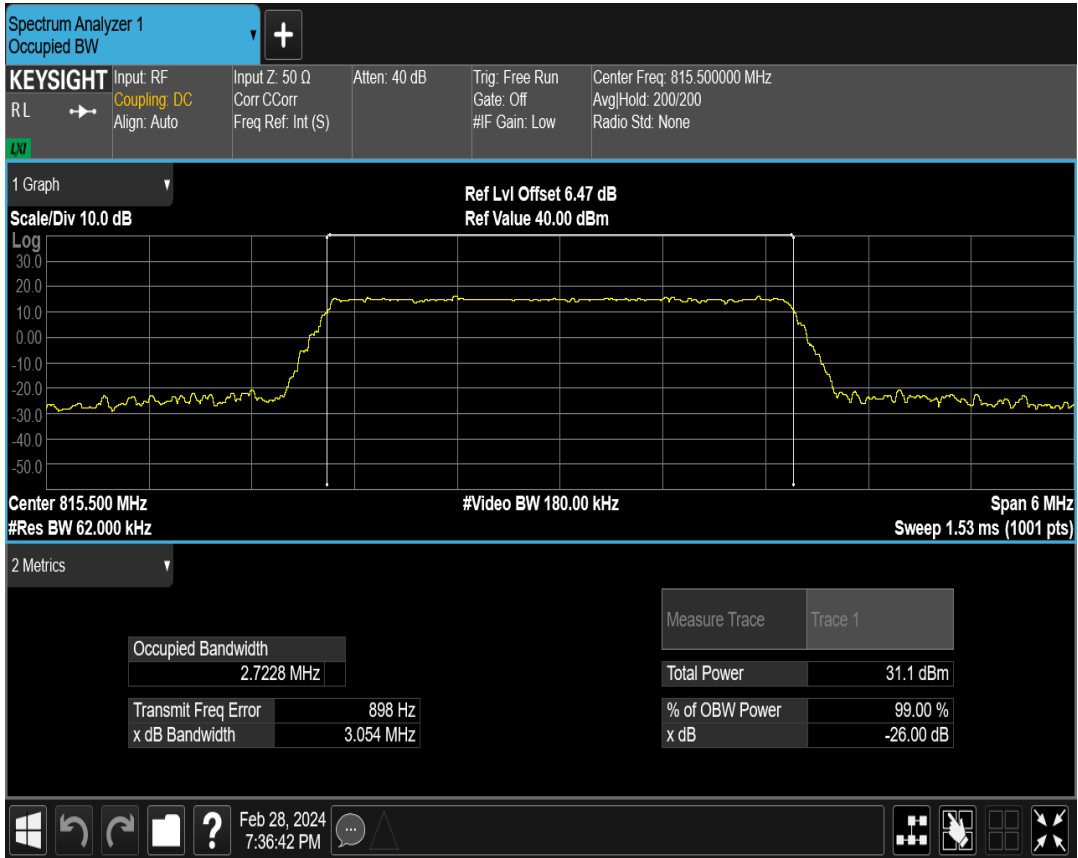 Spectrum Analyzer 1
Occupied BW
+
KEYSIGHT
R L
LXI
Input: RF
Coupling: DC
Align: Auto
Input Z: 50 Ω
Corr CCorr
Freq Ref: Int (S)
Atten: 40 dB
Trig: Free Run
Gate: Off
#IF Gain: Low
Center Freq: 815.500000 MHz
Avg|Hold: 200/200
Radio Std: None
1 Graph
Scale/Div 10.0 dB
Ref Lvl Offset 6.47 dB
Ref Value 40.00 dBm
Log
30.0
20.0
10.0
0.00
-10.0
-20.0
-30.0
-40.0
-50.0
Center 815.500 MHz
#Video BW 180.00 kHz
Span 6 MHz
#Res BW 62.000 kHz
Sweep 1.53 ms (1001 pts)
2 Metrics
Measure Trace Trace 1
Occupied Bandwidth
2.7228 MHz
Total Power 31.1 dBm
Transmit Freq Error 898 Hz
% of OBW Power 99.00 %
x dB Bandwidth 3.054 MHz
x dB -26.00 dB
?
Feb 28, 2024
7:36:42 PM